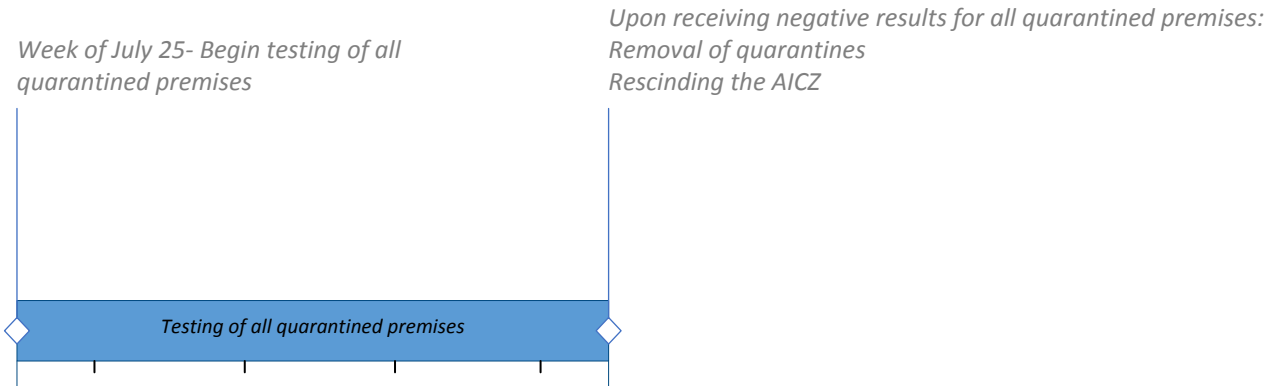 Week of July 25- Begin testing of all
quarantined premises
Upon receiving negative results for all quarantined premises:
Removal of quarantines
Rescinding the AICZ
Testing of all quarantined premises